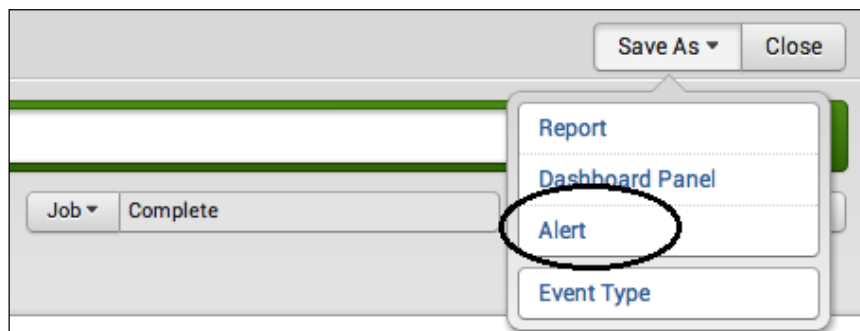 Save As Close
Report
Dashboard Panel
Job Complete
Alert
Event Type